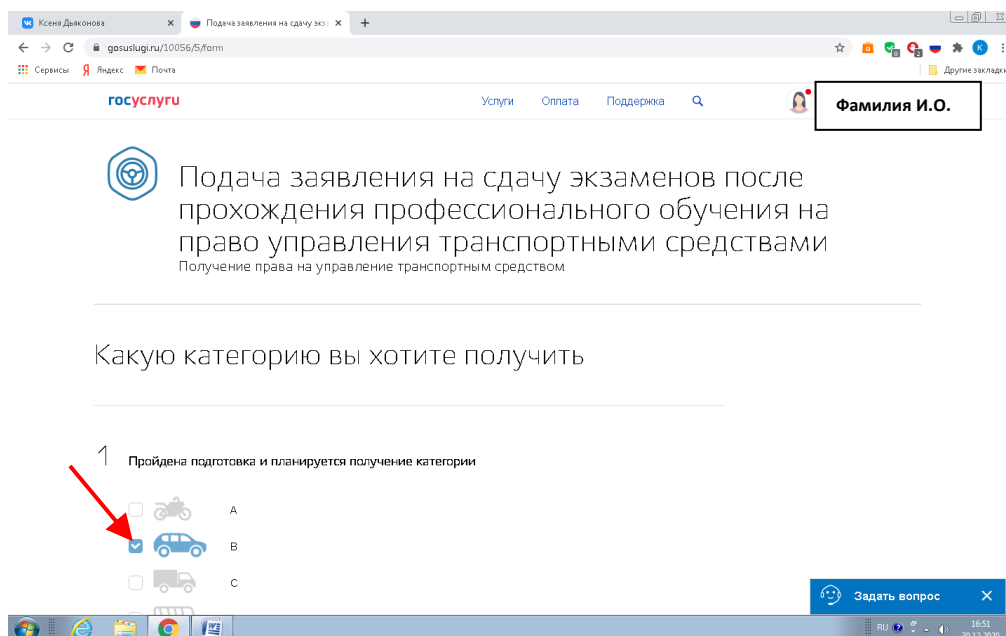 Ксеня Дьяконова
Подача заявления на сдачу экз
gosuslugi.ru/10056/5/form
Сервисы Яндекс Почта
Другие закладки
госуслуги
Услуги Оплата Поддержка
Фамилия И.О.
Подача заявления на сдачу экзаменов после
прохождения профессионального обучения на
право управления транспортными средствами
Получение права на управление транспортным средством
Какую категорию вы хотите получить
1 Пройдена подготовка и планируется получение категории
A
B
C
Задать вопрос
RU
16:51